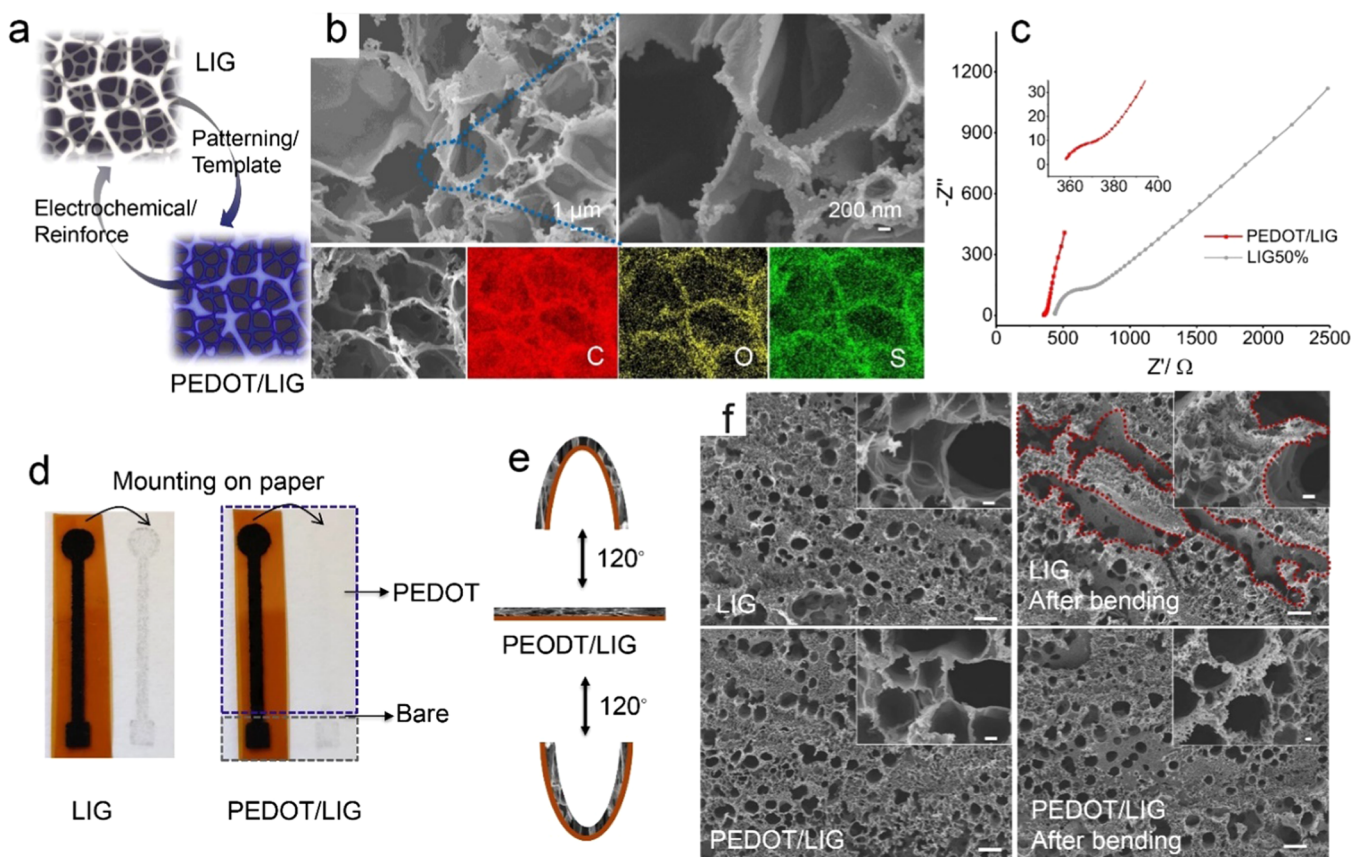 a
LIG
Patterning/
Template
Electrochemical/
Reinforce
PEDOT/LIG
b
1 μm
200 nm
C
O
S
c
1200
900
600
300
0
-Z''
30
20
10
0
360
380
400
PEDOT/LIG
LIG50%
0
500
1000
1500
2000
2500
Z'/ Ω
d
Mounting on paper
PEDOT
Bare
LIG
PEDOT/LIG
e
120°
PEODT/LIG
120°
f
LIG
LIG
After bending
PEDOT/LIG
PEDOT/LIG
After bending